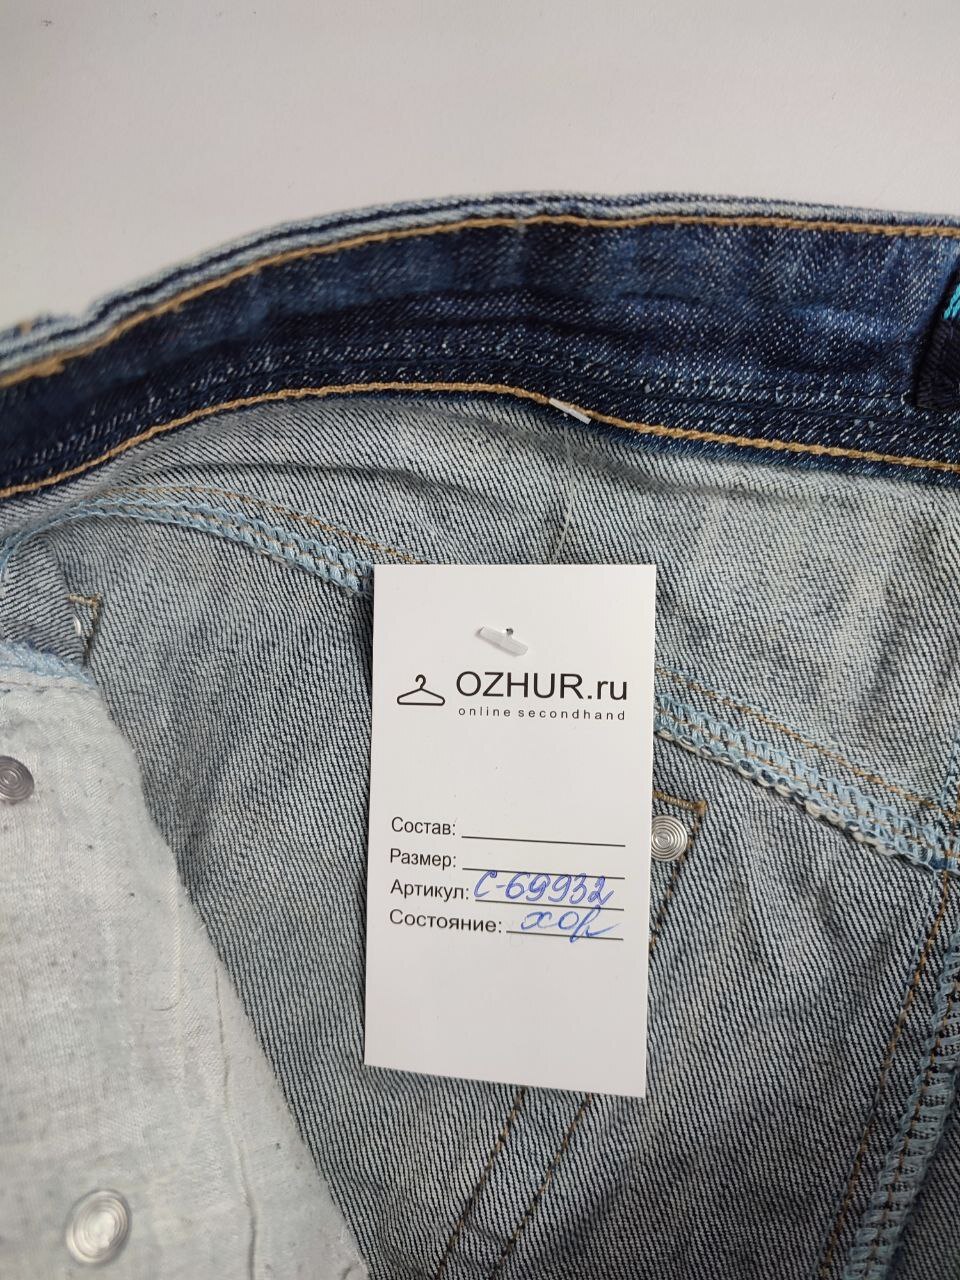 OZHUR.ru
online secondhand
Состав:
Размер:
Артикул: С-69932
Состояние: хор